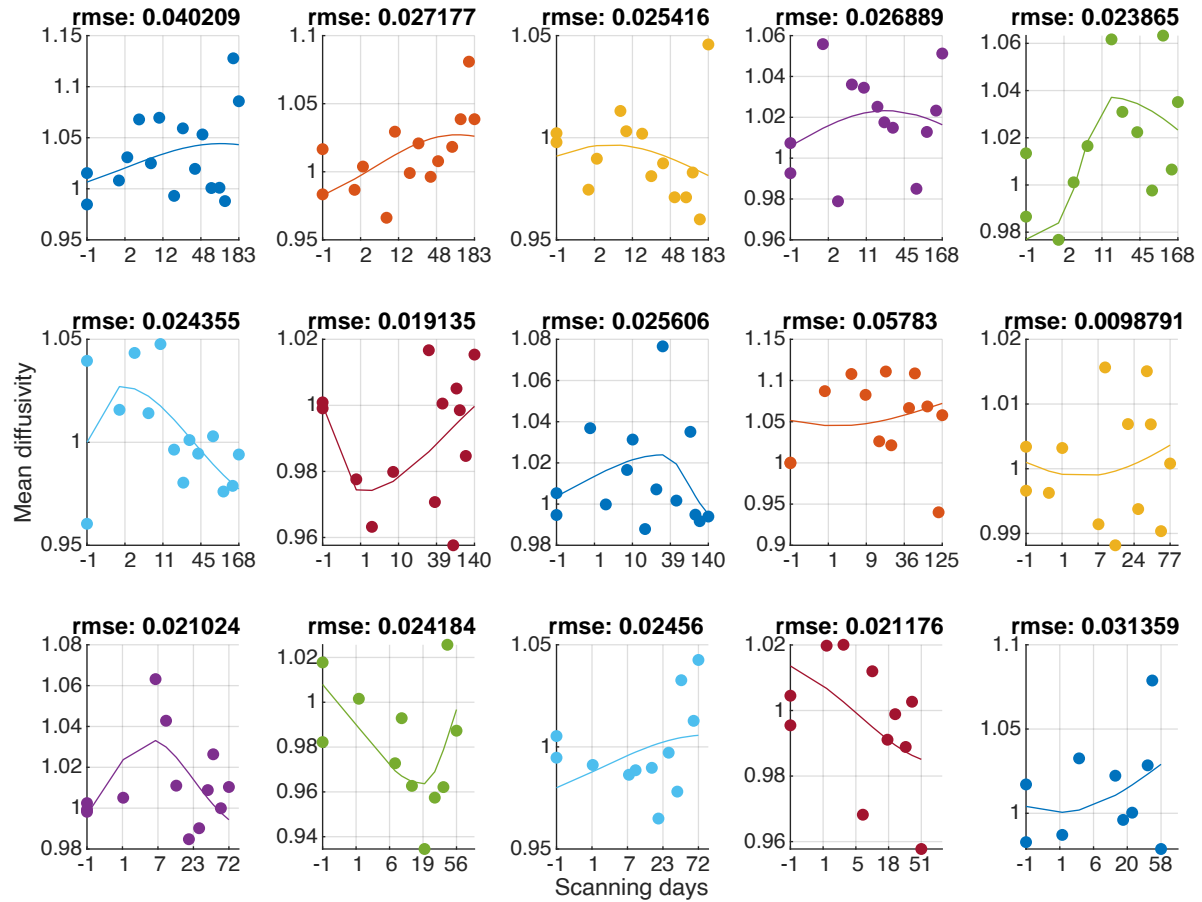 rmse: 0.040209 rmse: 0.027177 rmse: 0.025416 rmse: 0.026889 rmse: 0.023865
1.15 1.1 1.05 1 0.95
-1 2 12 48 183
1.1 1.05 1 0.95
-1 2 12 48 183
1.05 1 0.95
-1 2 12 48 183
1.06 1.04 1.02 1 0.98 0.96
-1 2 11 45 168
1.06 1.04 1.02 1 0.98
-1 2 11 45 168
Mean diffusivity
rmse: 0.024355 rmse: 0.019135 rmse: 0.025606 rmse: 0.05783 rmse: 0.0098791
1.05 1 0.95
-1 2 11 45 168
1.02 1 0.98 0.96
-1 1 10 39 140
1.08 1.06 1.04 1.02 1 0.98
-1 1 10 39 140
1.15 1.1 1.05 1 0.95 0.9
-1 1 9 36 125
1.02 1.01 1 0.99
-1 1 7 24 77
rmse: 0.021024 rmse: 0.024184 rmse: 0.02456 rmse: 0.021176 rmse: 0.031359
1.08 1.06 1.04 1.02 1 0.98
-1 1 7 23 72
1.02 1 0.98 0.96 0.94
-1 1 6 19 56
1.05 1 0.95
-1 1 7 23 72
1.02 1 0.98 0.96
-1 1 5 18 51
1.1 1.05 1
-1 1 6 20 58
Scanning days